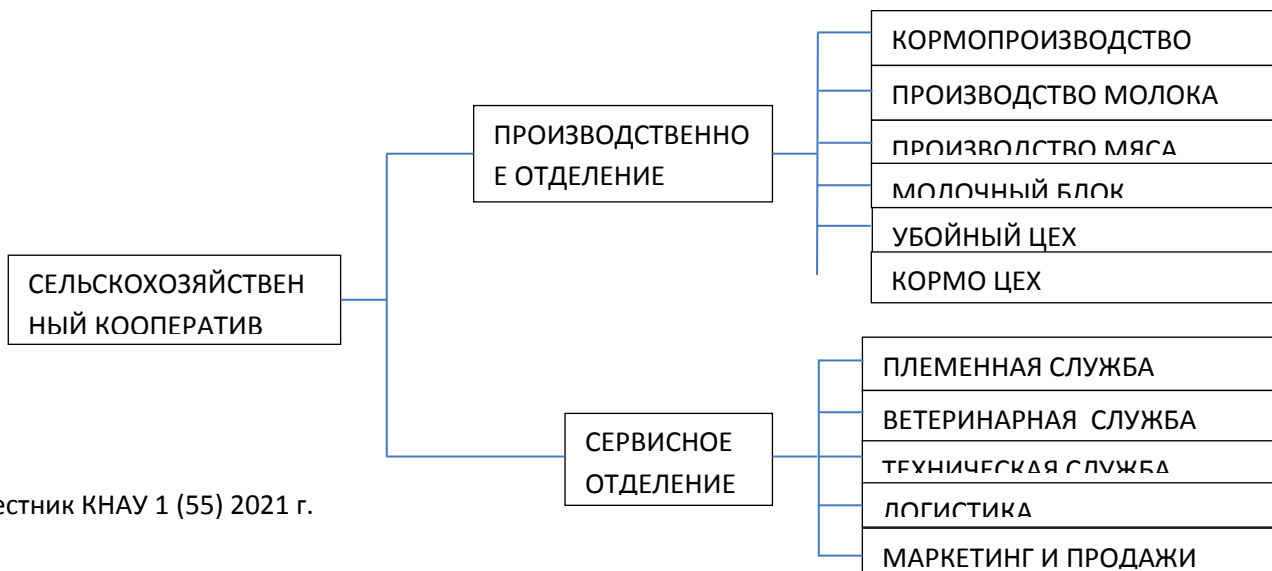 КОРМОПРОИЗВОДСТВО
ПРОИЗВОДСТВО МОЛОКА
ПРОИЗВОДСТВЕННО
Е ОТДЕЛЕНИЕ
ПРОИЗВОДСТВО МЯСА
МОЛОЧНЫЙ БЛОК
УБОЙНЫЙ ЦЕХ
КОРМО ЦЕХ
СЕЛЬСКОХОЗЯЙСТВЕН
НЫЙ КООПЕРАТИВ
ПЛЕМЕННАЯ СЛУЖБА
ВЕТЕРИНАРНАЯ СЛУЖБА
СЕРВИСНОЕ
ОТДЕЛЕНИЕ
ТЕХНИЧЕСКАЯ СЛУЖБА
ЛОГИСТИКА
МАРКЕТИНГ И ПРОДАЖИ
естник КНАУ 1 (55) 2021 г.